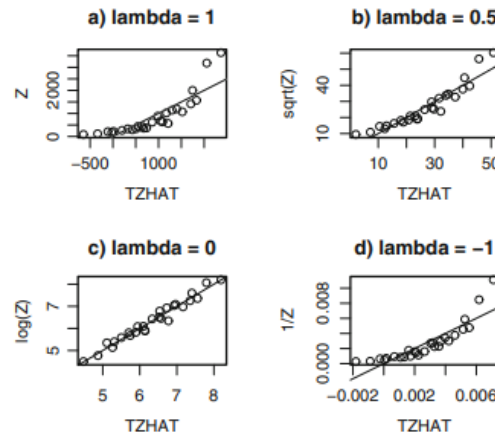 a) lambda = 1
Z
0
2000
−500
1000
TZHAT
b) lambda = 0.5
sqrt(Z)
10
40
10
30
50
TZHAT
c) lambda = 0
log(Z)
5
7
5
6
7
8
TZHAT
d) lambda = −1
1/Z
0.000
0.008
−0.002
0.002
0.006
TZHAT